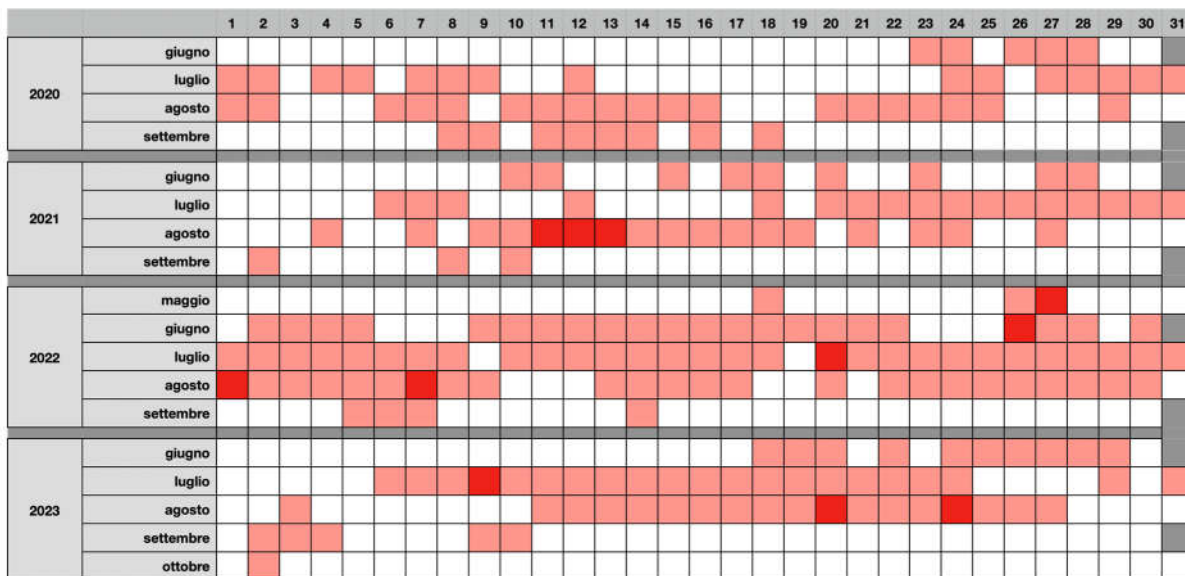 1 2 3 4 5 6 7 8 9 10 11 12 13 14 15 16 17 18 19 20 21 22 23 24 25 26 27 28 29 30 31
2020
giugno
luglio
agosto
settembre
2021
giugno
luglio
agosto
settembre
2022
maggio
giugno
luglio
agosto
settembre
2023
giugno
luglio
agosto
settembre
ottobre